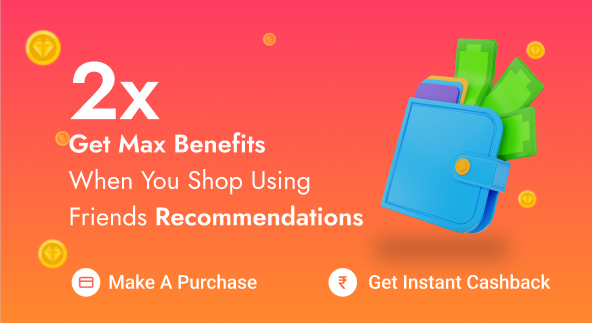 2x
Get Max Benefits
When You Shop Using
Friends Recommendations
Make A Purchase
₹ Get Instant Cashback